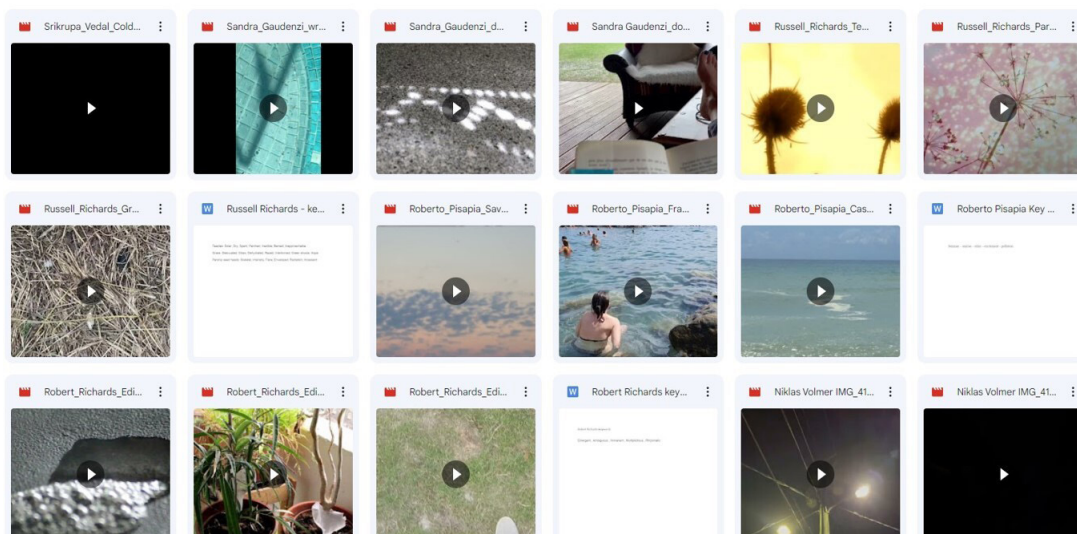 Srikrupa_Vedal_Cold...
Sandra_Gaudenzi_wr...
Sandra_Gaudenzi_d...
Sandra Gaudenzi_do...
Russell_Richards_Te...
Russell_Richards_Par...
Russell_Richards_Gr...
W Russell Richards - ke...
Roberto_Pisapia_Sav...
Roberto_Pisapia_Fra...
Roberto_Pisapia_Cas...
W Roberto Pisapia Key ...
Robert_Richards_Edi...
Robert_Richards_Edi...
Robert_Richards_Edi...
W Robert Richards key...
Niklas Volmer IMG_41...
Niklas Volmer IMG_41...